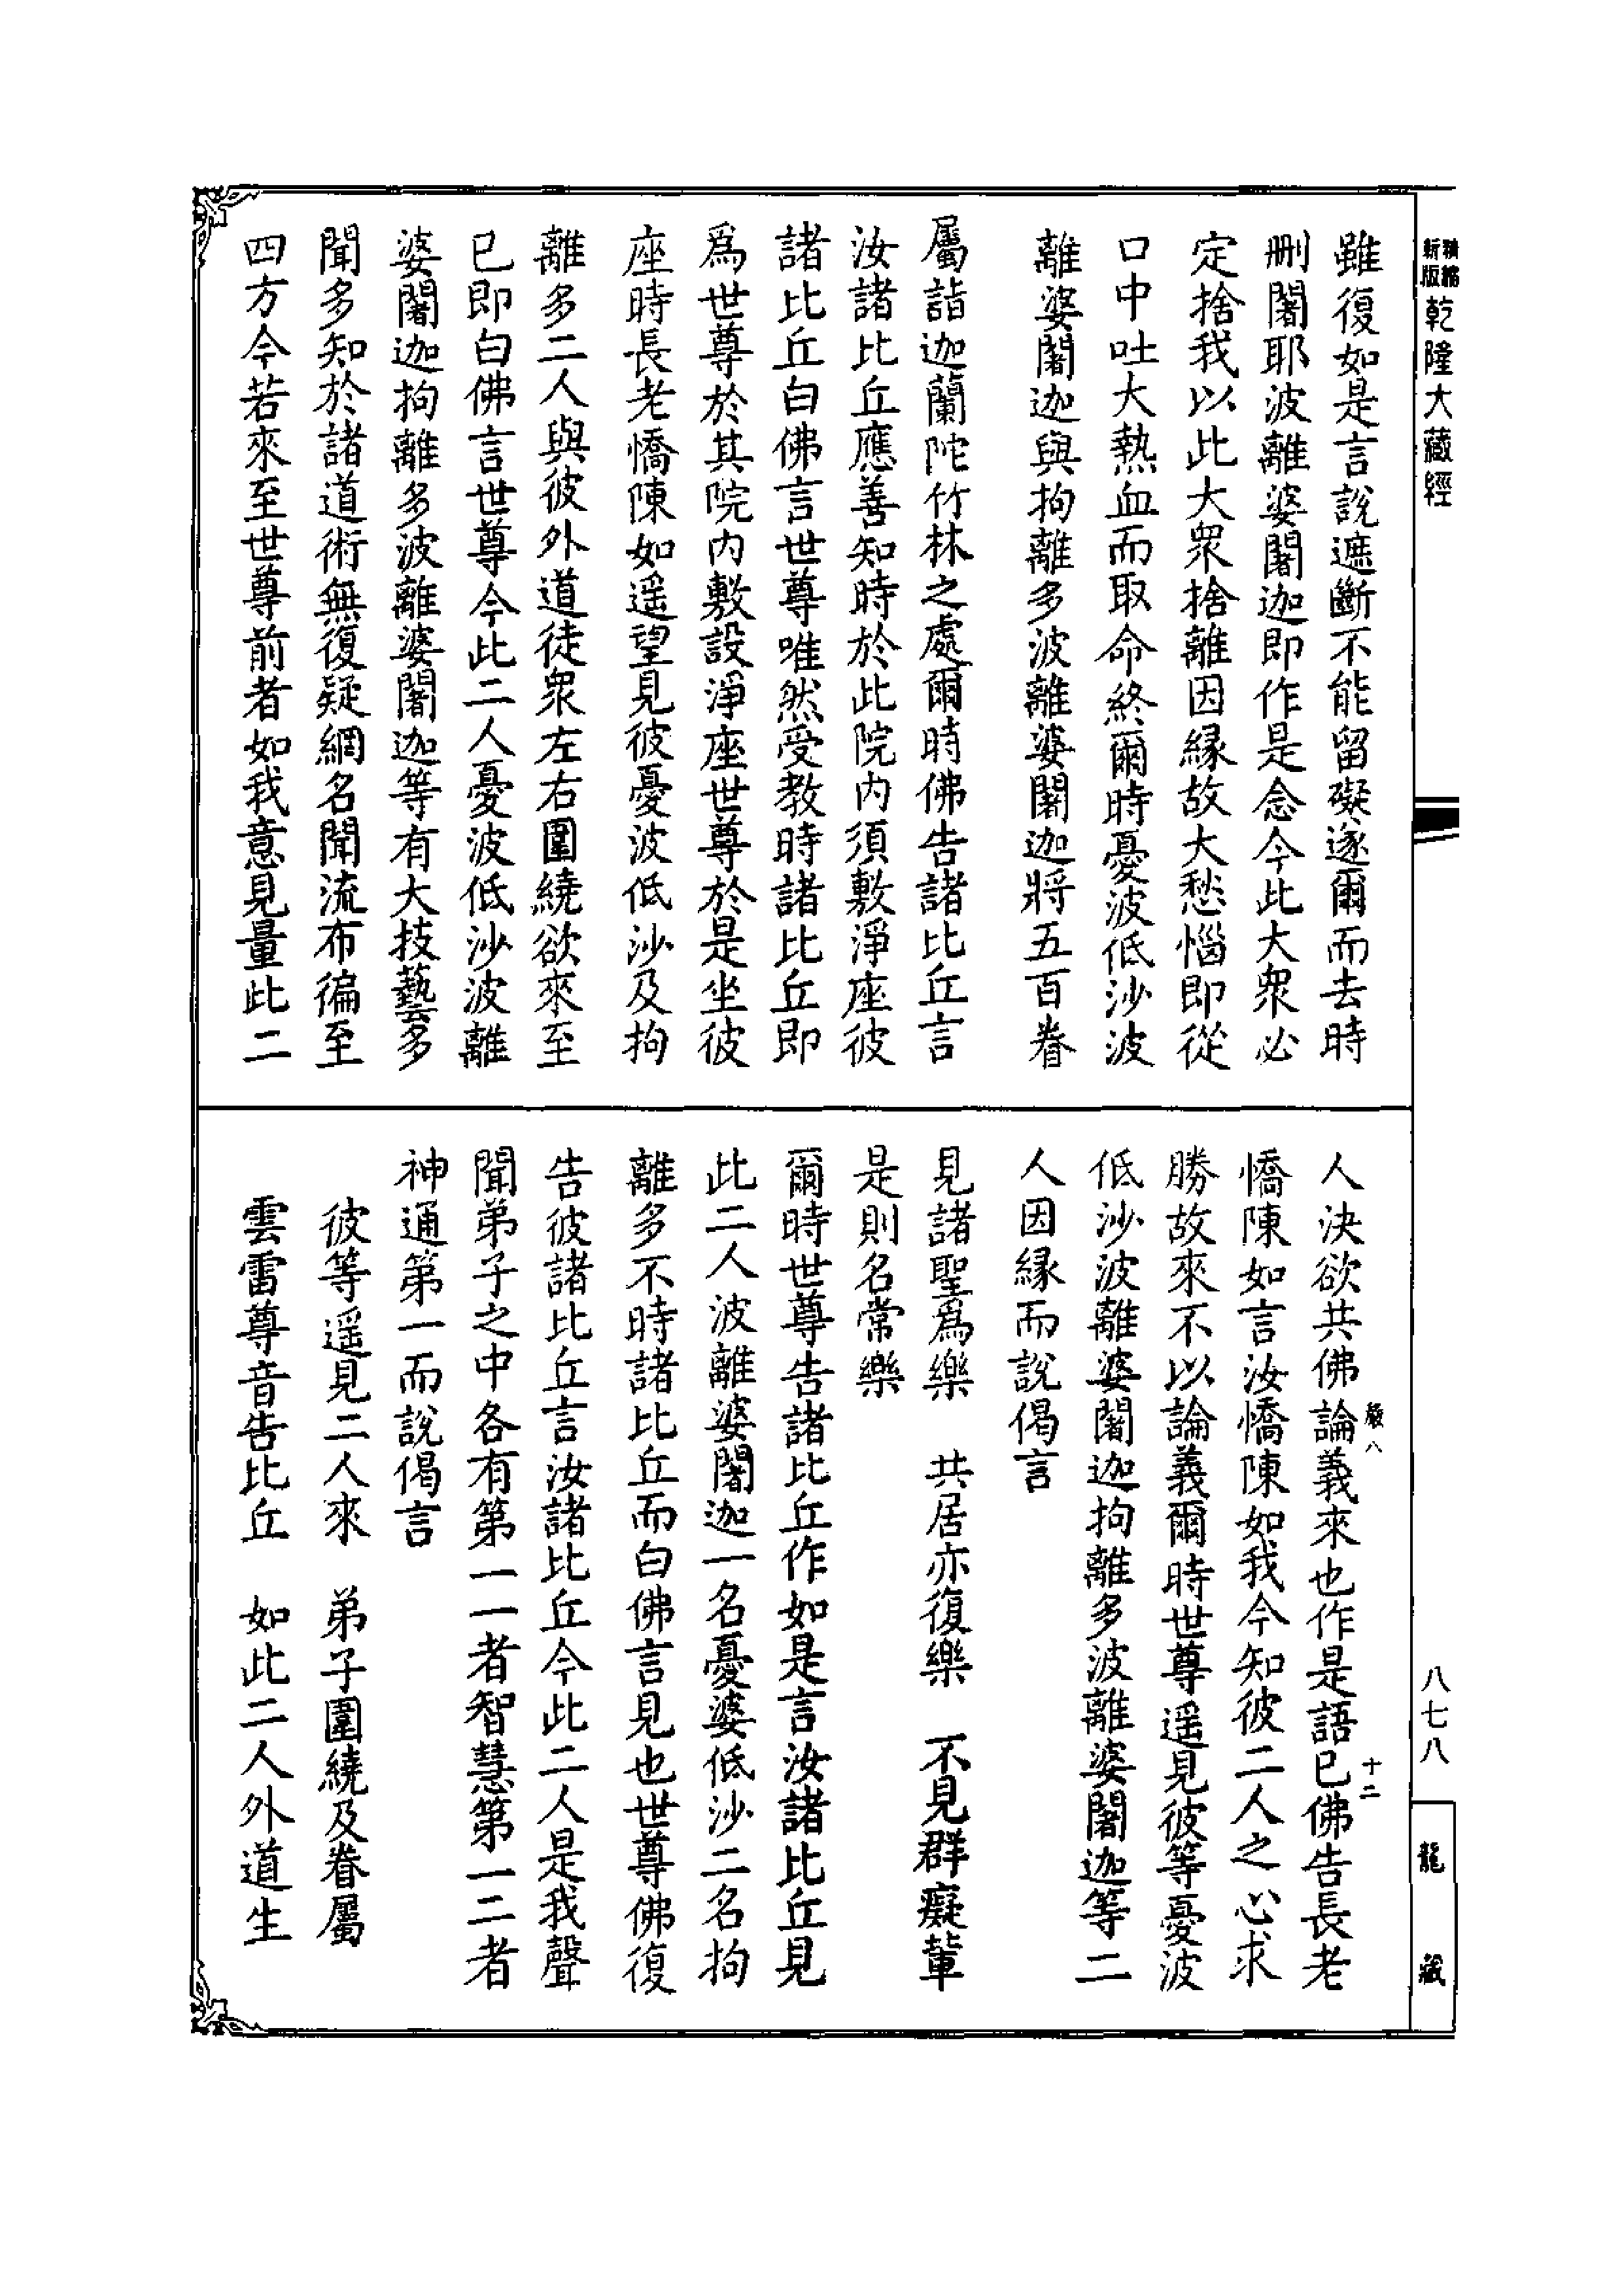 精縮
新版
乾隆大藏經
雖復如是言說遮斷不能留礙遂爾而去時
刪闍耶波離婆闍迦即作是念今此大眾必
定捨我以此大眾捨離因緣故大愁惱即從
口中吐大熱血而取命終爾時憂波低沙波
離婆闍迦與拘離多波離婆闍迦將五百眷
屬詣迦蘭陀竹林之處爾時佛告諸比丘言
汝諸比丘應善知時於此院內須敷淨座彼
諸比丘白佛言世尊唯然受教時諸比丘即
爲世尊於其院內敷設淨座世尊於是坐彼
座時長老憍陳如遥望見彼憂波低沙及拘
離多二人與彼外道徒眾左右圍繞欲來至
已即白佛言世尊今此二人憂波低沙波離
婆闍迦拘離多波離婆闍迦等有大技藝多
聞多知於諸道術無復疑網名聞流布徧至
四方今若來至世尊前者如我意見量此二
人決欲共佛論義來也作是語已佛告長老
憍陳如言汝憍陳如我今知彼二人之心求
勝故來不以論義爾時世尊遥見彼等憂波
低沙波離婆闍迦拘離多波離婆闍迦等二
人因緣而說偈言
見諸聖爲樂　共居亦復樂　不見群癡輩
是則名常樂
爾時世尊告諸比丘作如是言汝諸比丘見
此二人波離婆闍迦一名憂婆低沙二名拘
離多不時諸比丘而白佛言見也世尊佛復
告彼諸比丘言汝諸比丘今此二人是我聲
聞弟子之中各有第一一者智慧第一二者
神通第一而說偈言
彼等遥見二人來　弟子圍繞及眷屬
雲雷尊音告比丘　如此二人外道生
嚴八
十二
八七八
龍藏